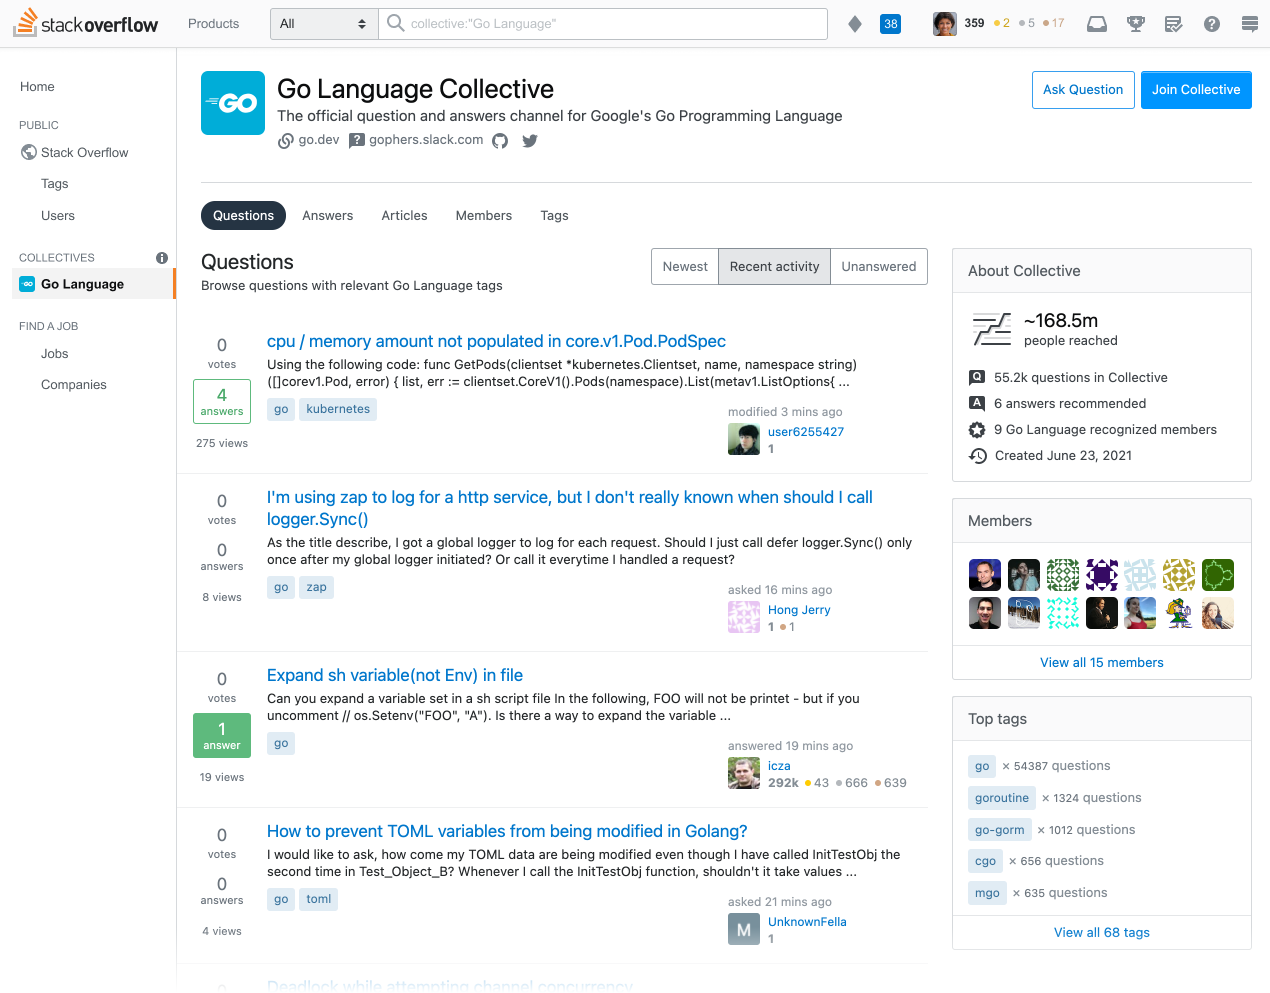 stackoverflow
Products
All
collective:"Go Language"
38
359 2 5 17
Home
PUBLIC
Stack Overflow
Tags
Users
COLLECTIVES
Go Language
FIND A JOB
Jobs
Companies
GO
Go Language Collective
The official question and answers channel for Google's Go Programming Language
go.dev gophers.slack.com
Ask Question
Join Collective
Questions Answers Articles Members Tags
Questions
Browse questions with relevant Go Language tags
Newest Recent activity Unanswered
0
votes
4
answers
275 views
cpu / memory amount not populated in core.v1.Pod.PodSpec
Using the following code: func GetPods(clientset *kubernetes.Clientset, name, namespace string)
([]corev1.Pod, error) { list, err := clientset.CoreV1().Pods(namespace).List(metav1.ListOptions{ ...
go kubernetes
modified 3 mins ago
user6255427
1
0
votes
0
answers
8 views
I'm using zap to log for a http service, but I don't really known when should I call
logger.Sync()
As the title describe, I got a global logger to log for each request. Should I just call defer logger.Sync() only
once after my global logger initiated? Or call it everytime I handled a request?
go zap
asked 16 mins ago
Hong Jerry
1 1
0
votes
1
answer
19 views
Expand sh variable(not Env) in file
Can you expand a variable set in a sh script file In the following, FOO will not be printet - but if you
uncomment // os.Setenv("FOO", "A"). Is there a way to expand the variable ...
go
answered 19 mins ago
icza
292k 43 666 639
0
votes
0
answers
4 views
How to prevent TOML variables from being modified in Golang?
I would like to ask, how come my TOML data are being modified even though I have called InitTestObj the
second time in Test_Object_B? Whenever I call the InitTestObj function, shouldn't it take values ...
go toml
asked 21 mins ago
M
UnknownFella
1
0
Deadlock while attempting channel concurrency
About Collective
~168.5m
people reached
Q 55.2k questions in Collective
A 6 answers recommended
9 Go Language recognized members
Created June 23, 2021
Members
View all 15 members
Top tags
go × 54387 questions
goroutine × 1324 questions
go-gorm × 1012 questions
cgo × 656 questions
mgo × 635 questions
View all 68 tags